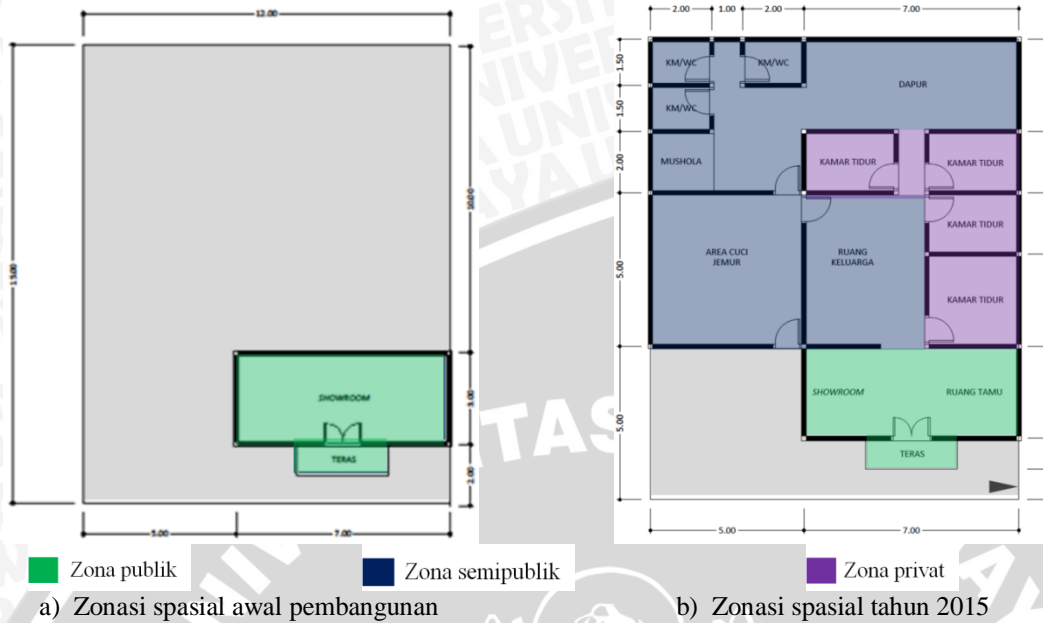 12.00
15.00
10.00
3.00
2.00
SHOWROOM
TERAS
5.00
7.00
2.00
1.00
2.00
7.00
1.50
1.50
2.00
5.00
5.00
KM/WC
KM/WC
KM/WC
DAPUR
MUSHOLA
KAMAR TIDUR
KAMAR TIDUR
KAMAR TIDUR
AREA CUCI
JEMUR
RUANG
KELUARGA
KAMAR TIDUR
SHOWROOM
RUANG TAMU
TERAS
5.00
7.00
Zona publik
Zona semipublik
Zona privat
a) Zonasi spasial awal pembangunan
b) Zonasi spasial tahun 2015